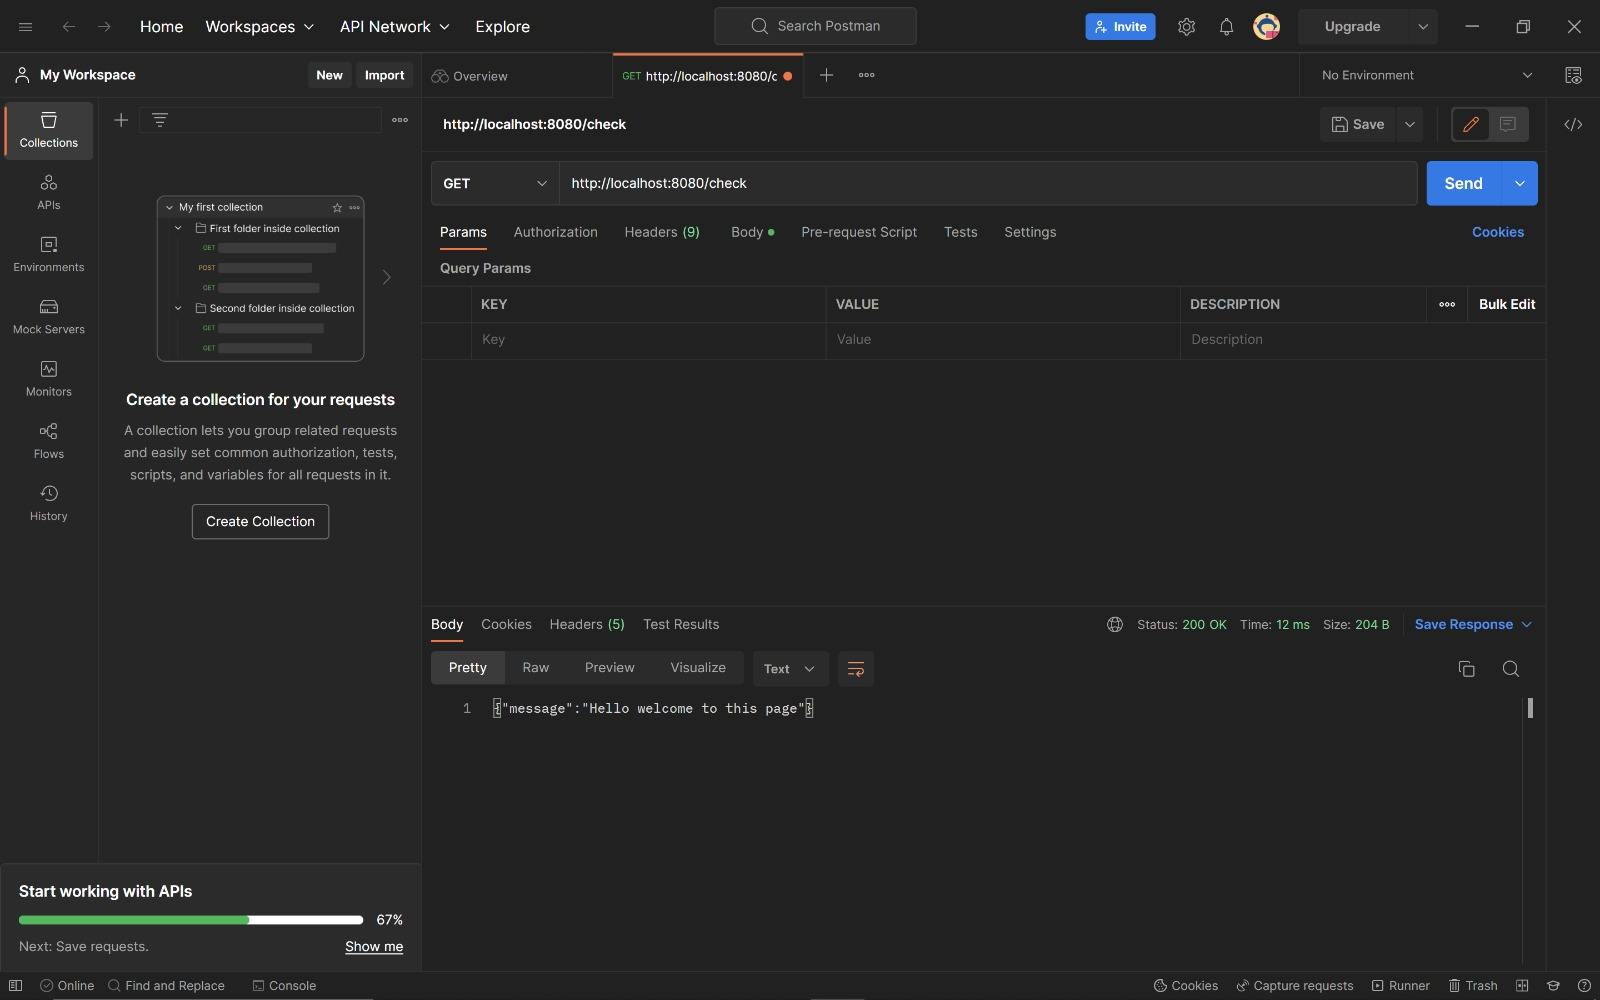 Home Workspaces API Network Explore Search Postman Invite Upgrade
My Workspace New Import Overview GET http://localhost:8080/c No Environment
Collections
APIs
Environments
Mock Servers
Monitors
Flows
History
My first collection
First folder inside collection
GET
POST
GET
Second folder inside collection
GET
GET
Create a collection for your requests
A collection lets you group related requests
and easily set common authorization, tests,
scripts, and variables for all requests in it.
Create Collection
Start working with APIs
67%
Next: Save requests. Show me
http://localhost:8080/check Save
GET http://localhost:8080/check Send
Params Authorization Headers (9) Body Pre-request Script Tests Settings Cookies
Query Params
KEY VALUE DESCRIPTION Bulk Edit
Key Value Description
Body Cookies Headers (5) Test Results Status: 200 OK Time: 12 ms Size: 204 B Save Response
Pretty Raw Preview Visualize Text
1 {"message":"Hello welcome to this page"}
Online Find and Replace Console Cookies Capture requests Runner Trash